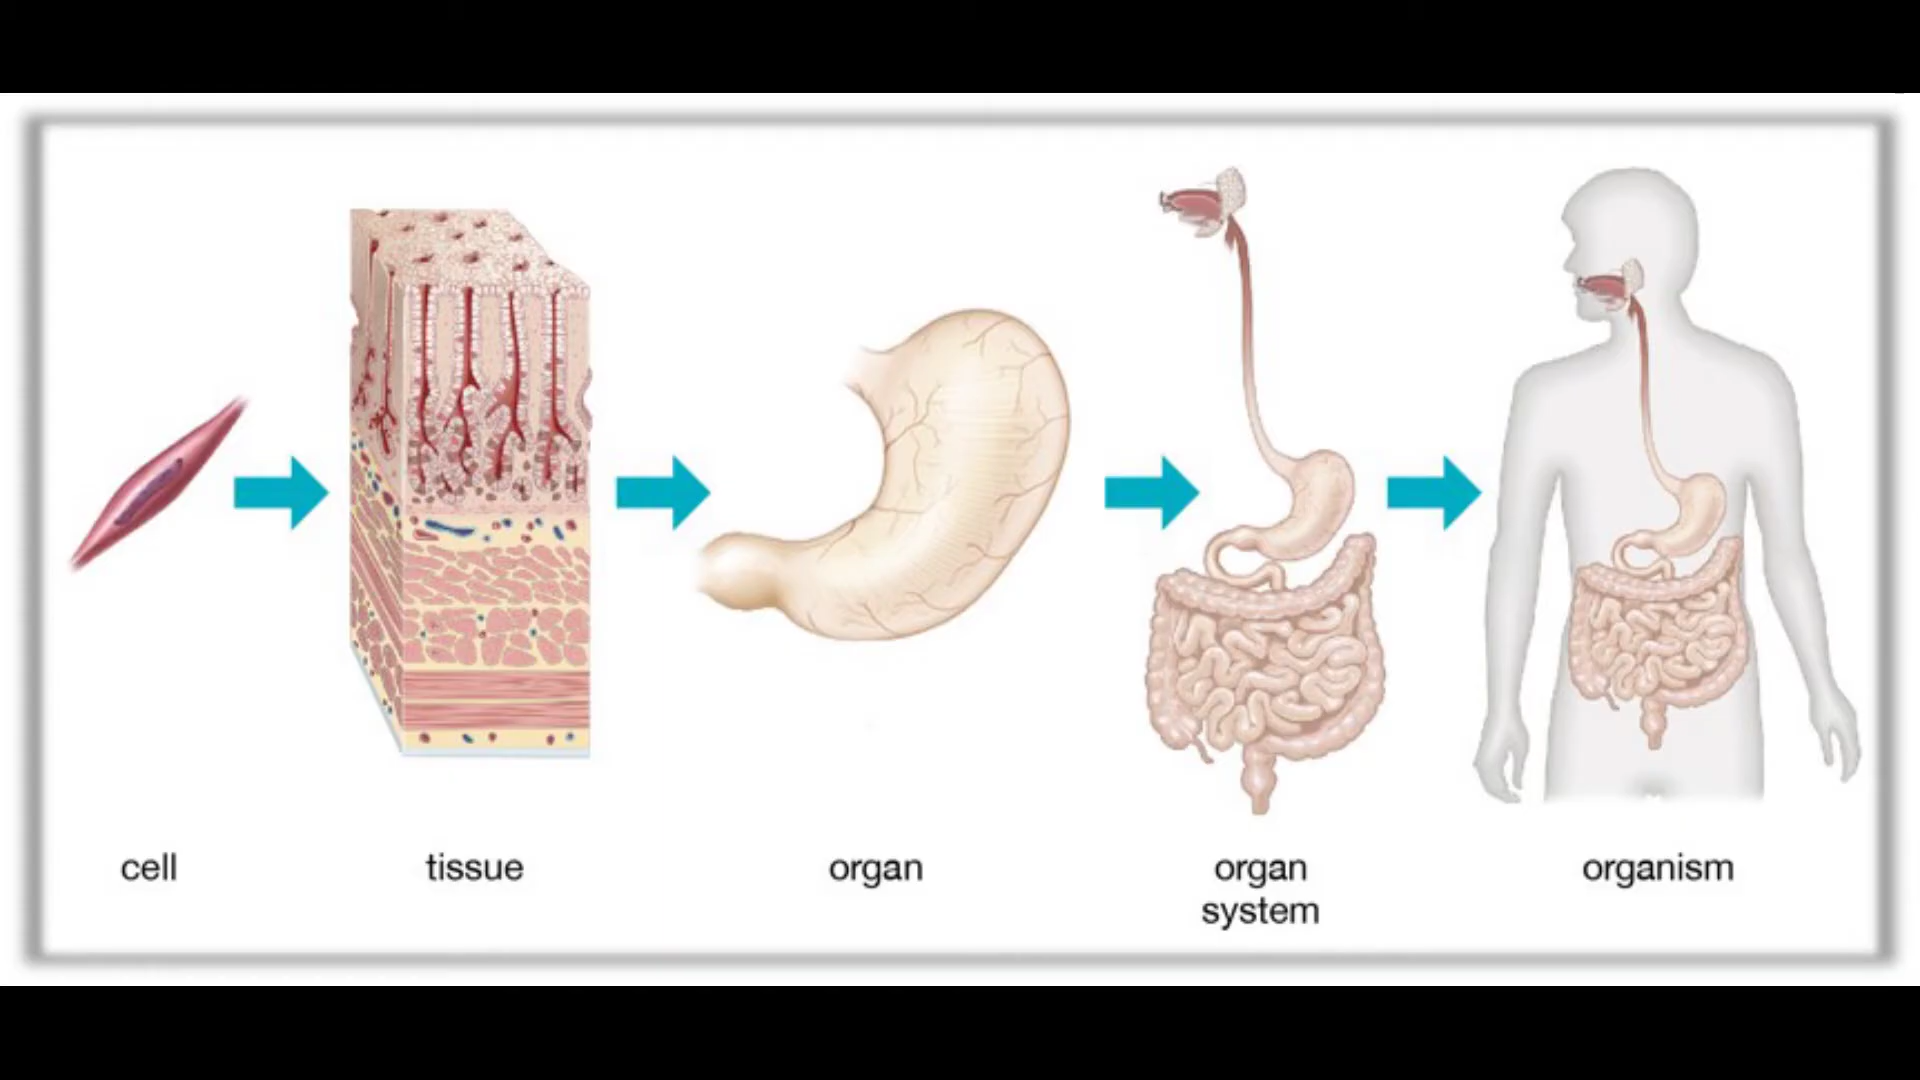 cell
tissue
organ
organ
system
organism